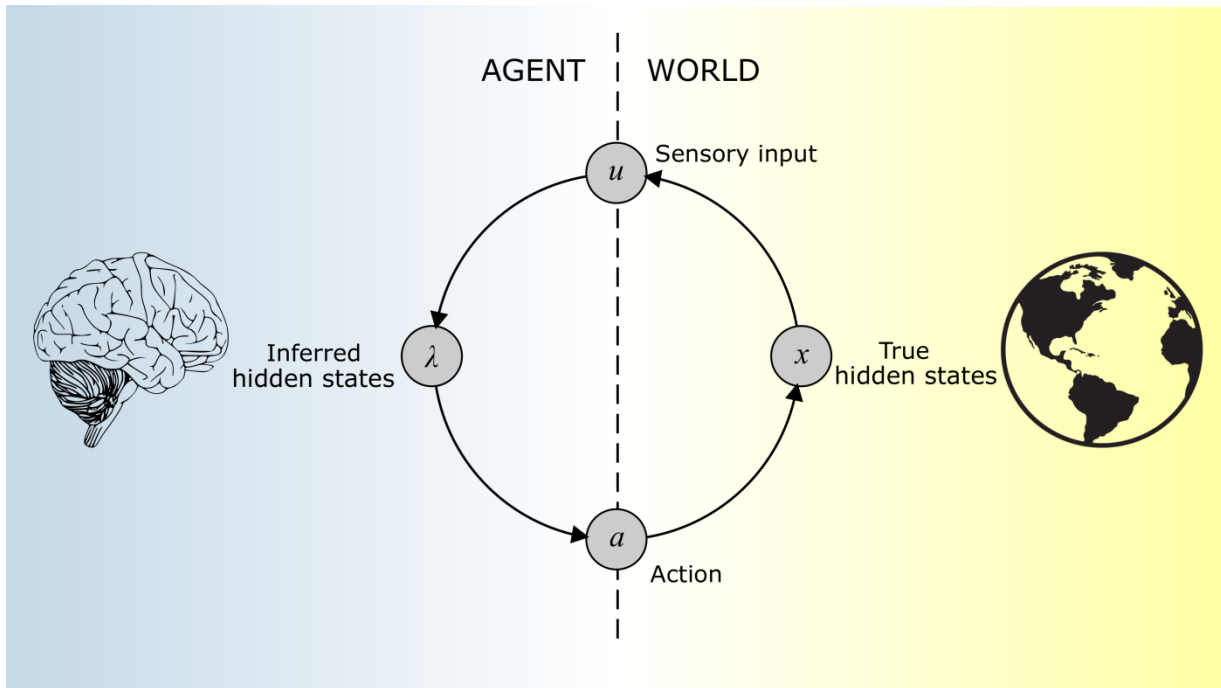 AGENT WORLD
u
Sensory input
Inferred
hidden states
λ
x
True
hidden states
a
Action